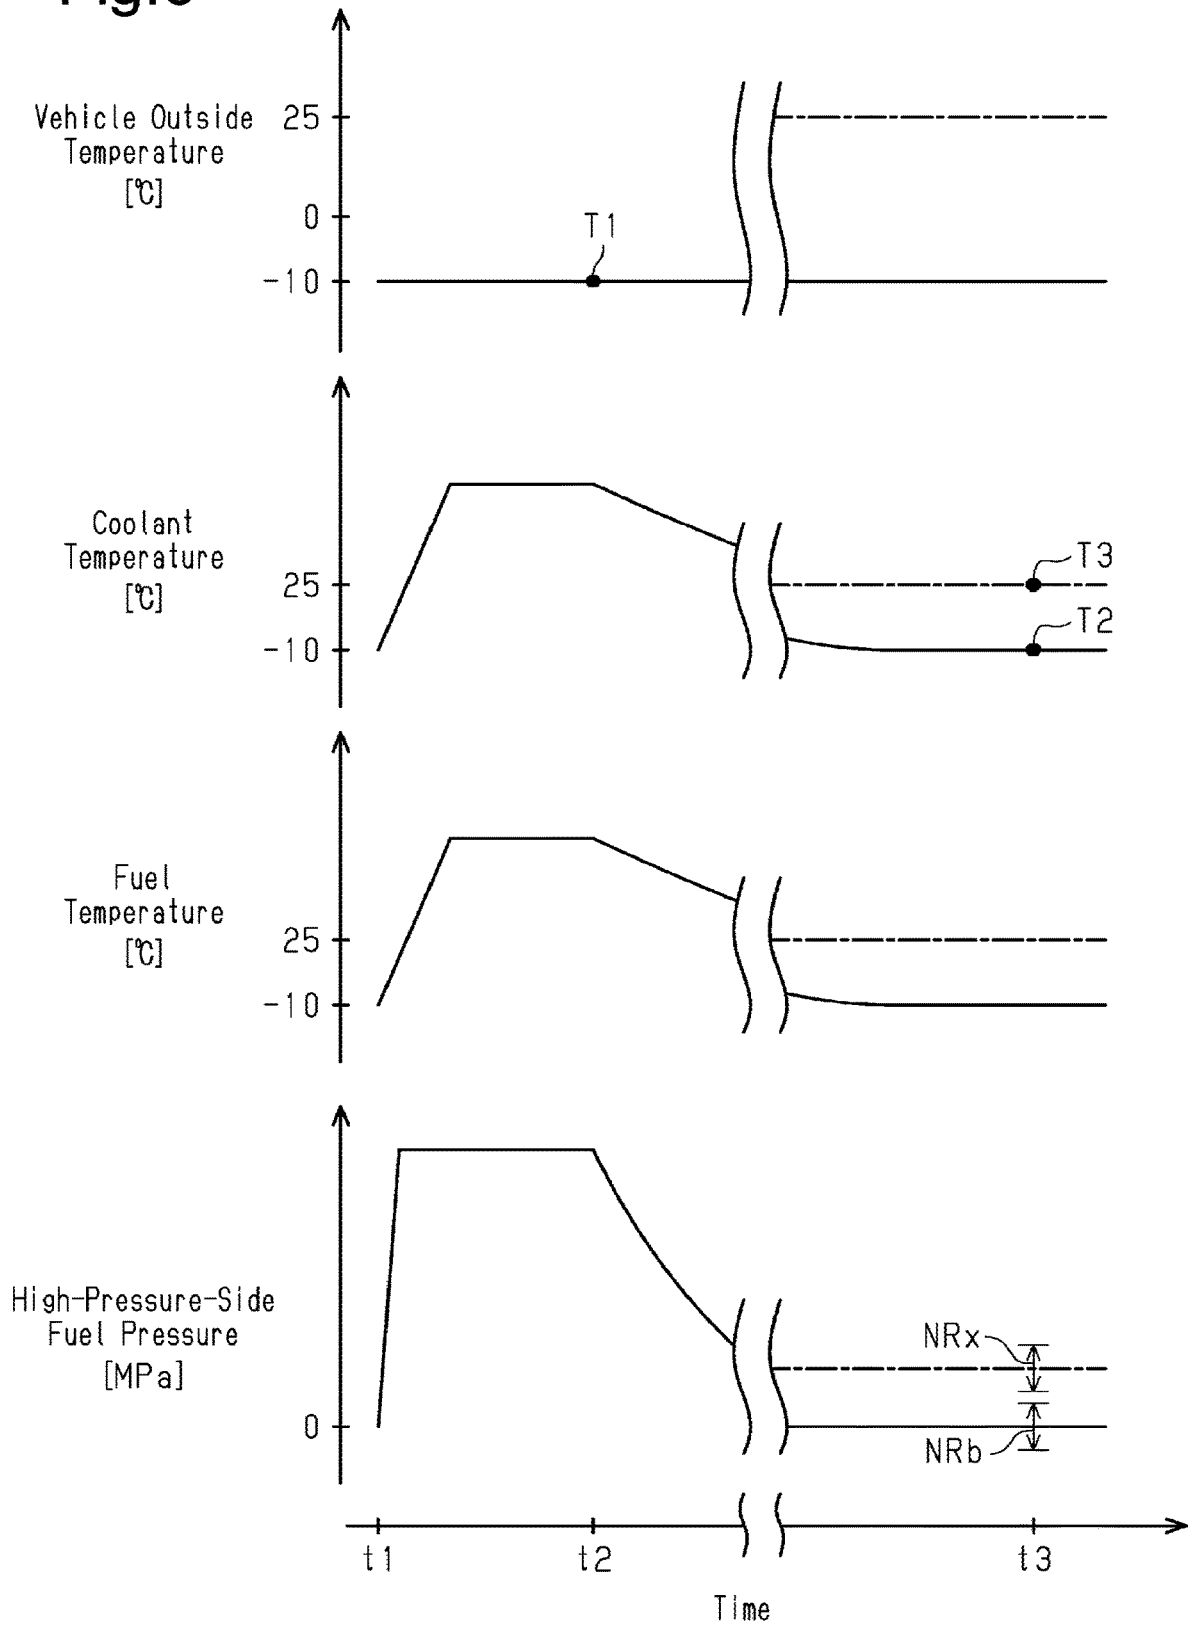 Vehicle Outside
Temperature
[℃]
25
0
-10
T1
Coolant
Temperature
[℃]
25
-10
T3
T2
Fuel
Temperature
[℃]
25
-10
High-Pressure-Side
Fuel Pressure
[MPa]
0
NRx
NRb
t1
t2
t3
Time